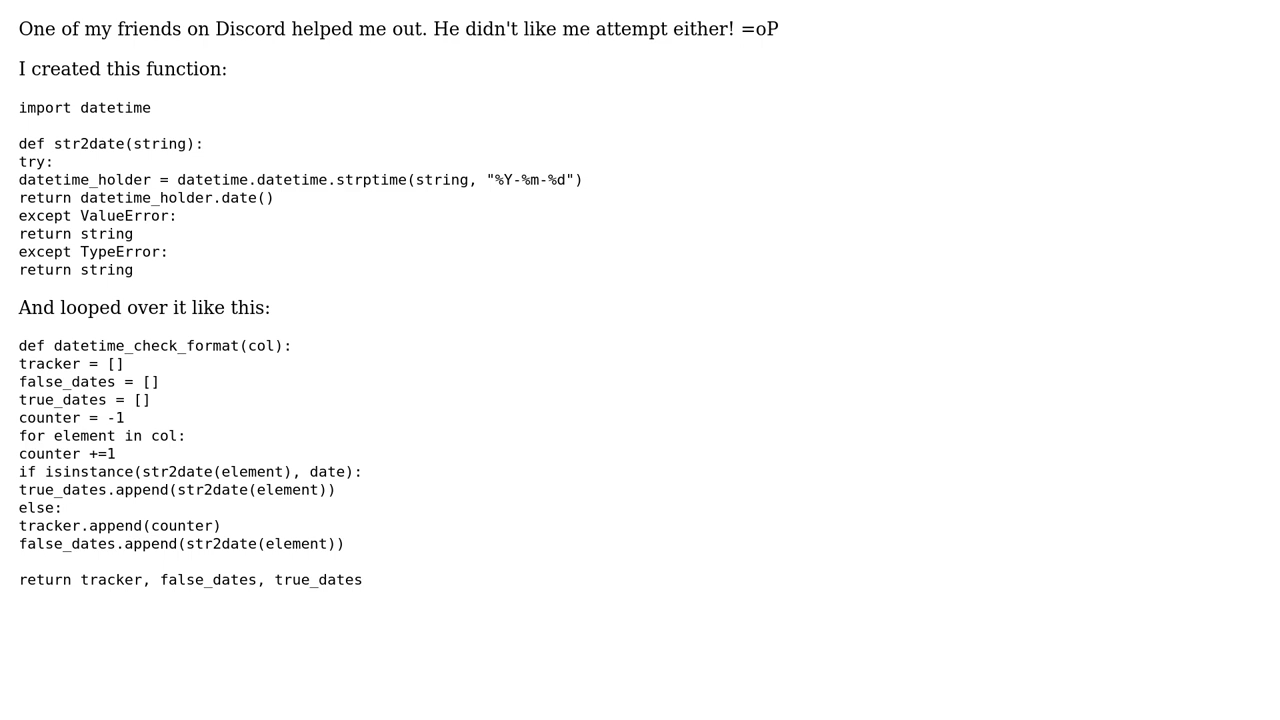 One of my friends on Discord helped me out. He didn't like me attempt either! =oP
I created this function:
import datetime
def str2date(string):
try:
datetime_holder = datetime.datetime.strptime(string, "%Y-%m-%d")
return datetime_holder.date()
except ValueError:
return string
except TypeError:
return string
And looped over it like this:
def datetime_check_format(col):
tracker = []
false_dates = []
true_dates = []
counter = -1
for element in col:
counter +=1
if isinstance(str2date(element), date):
true_dates.append(str2date(element))
else:
tracker.append(counter)
false_dates.append(str2date(element))
return tracker, false_dates, true_dates